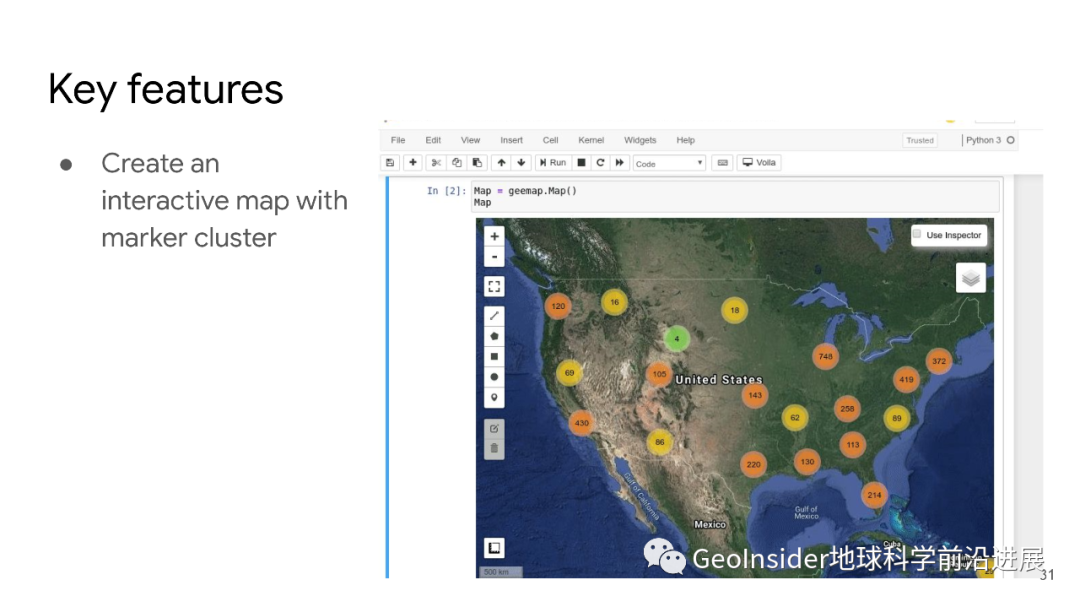 Key features
● Create an
interactive map with
marker cluster
File Edit View Insert Cell Kernel Widgets Help Trusted Python 3
Run Code Voila
In [2]: Map = geemap.Map()
Map
+
-
Use Inspector
120
16
18
4
748
372
69
105
United States
419
143
258
62
89
430
113
86
220
130
214
Gulf of California
Gulf of
Mexico
Mexico
Cuba
500 km
GeoInsider地球科学前沿进展
31